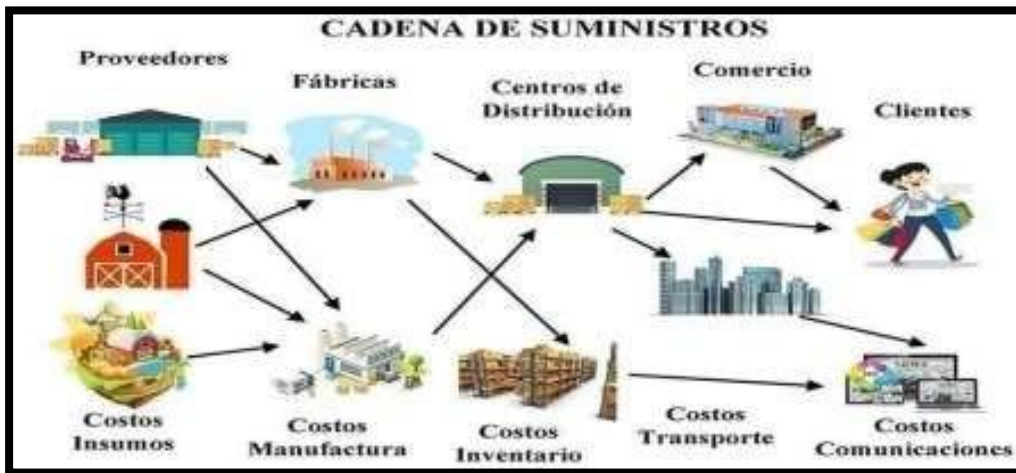 CADENA DE SUMINISTROS
Proveedores
Fábricas
Centros de
Distribución
Comercio
Clientes
Costos
Insumos
Costos
Manufactura
Costos
Inventario
Costos
Transporte
Costos
Comunicaciones